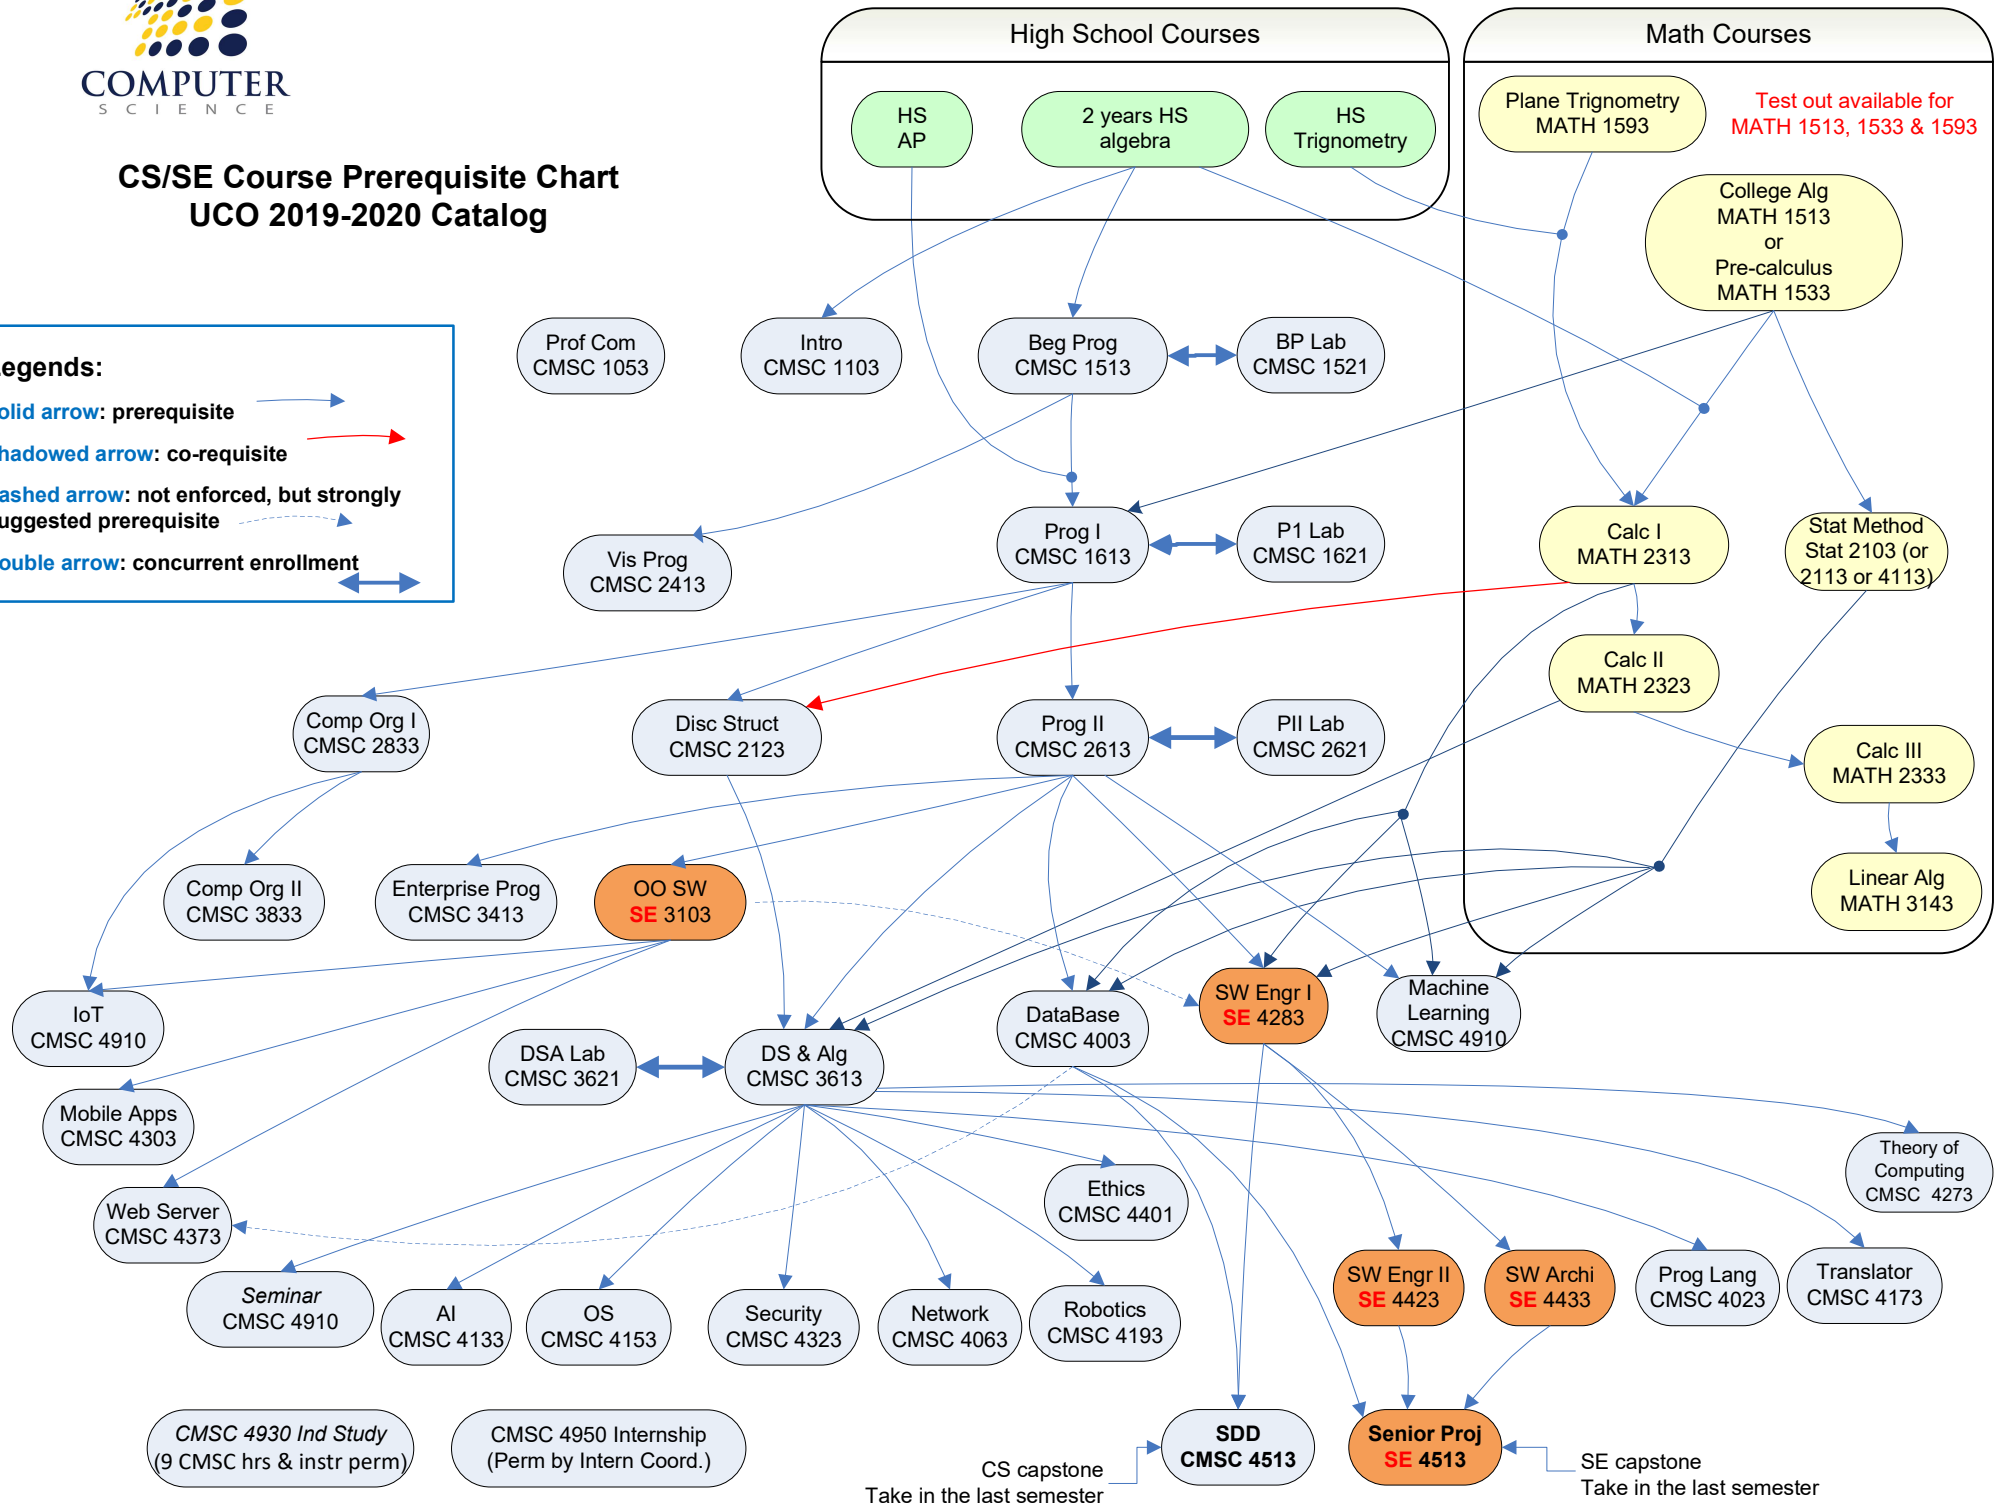 COMPUTER
SCIENCE
CS/SE Course Prerequisite Chart
UCO 2019-2020 Catalog
High School Courses
HS
AP
2 years HS
algebra
HS
Trignometry
Math Courses
Plane Trignometry
MATH 1593
Test out available for
MATH 1513, 1533 & 1593
College Alg
MATH 1513
or
Pre-calculus
MATH 1533
egends:
olid arrow: prerequisite
hadowed arrow: co-requisite
ashed arrow: not enforced, but strongly
uggested prerequisite
ouble arrow: concurrent enrollment
Prof Com
CMSC 1053
Intro
CMSC 1103
Beg Prog
CMSC 1513
BP Lab
CMSC 1521
Vis Prog
CMSC 2413
Prog I
CMSC 1613
P1 Lab
CMSC 1621
Calc I
MATH 2313
Stat Method
Stat 2103 (or
2113 or 4113)
Calc II
MATH 2323
Comp Org I
CMSC 2833
Disc Struct
CMSC 2123
Prog II
CMSC 2613
PII Lab
CMSC 2621
Calc III
MATH 2333
Comp Org II
CMSC 3833
Enterprise Prog
CMSC 3413
OO SW
SE 3103
Linear Alg
MATH 3143
IoT
CMSC 4910
DSA Lab
CMSC 3621
DS & Alg
CMSC 3613
DataBase
CMSC 4003
SW Engr I
SE 4283
Machine
Learning
CMSC 4910
Mobile Apps
CMSC 4303
Theory of
Computing
CMSC  4273
Web Server
CMSC 4373
Ethics
CMSC 4401
Seminar
CMSC 4910
AI
CMSC 4133
OS
CMSC 4153
Security
CMSC 4323
Network
CMSC 4063
Robotics
CMSC 4193
SW Engr II
SE 4423
SW Archi
SE 4433
Prog Lang
CMSC 4023
Translator
CMSC 4173
CMSC 4930 Ind Study
(9 CMSC hrs & instr perm)
CMSC 4950 Internship
(Perm by Intern Coord.)
CS capstone
Take in the last semester
SDD
CMSC 4513
Senior Proj
SE 4513
SE capstone
Take in the last semester